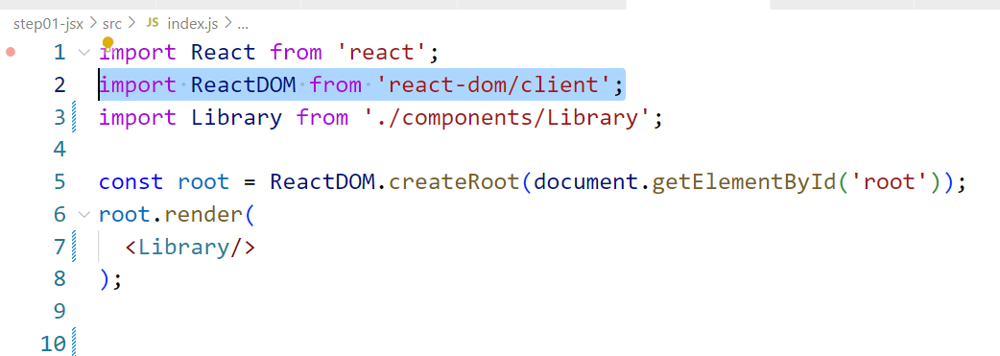 step01-jsx > src > JS index.js > ...
1 import React from 'react';
2 import ReactDOM from 'react-dom/client';
3 import Library from './components/Library';
4
5 const root = ReactDOM.createRoot(document.getElementById('root'));
6 root.render(
7   <Library/>
8 );
9
10